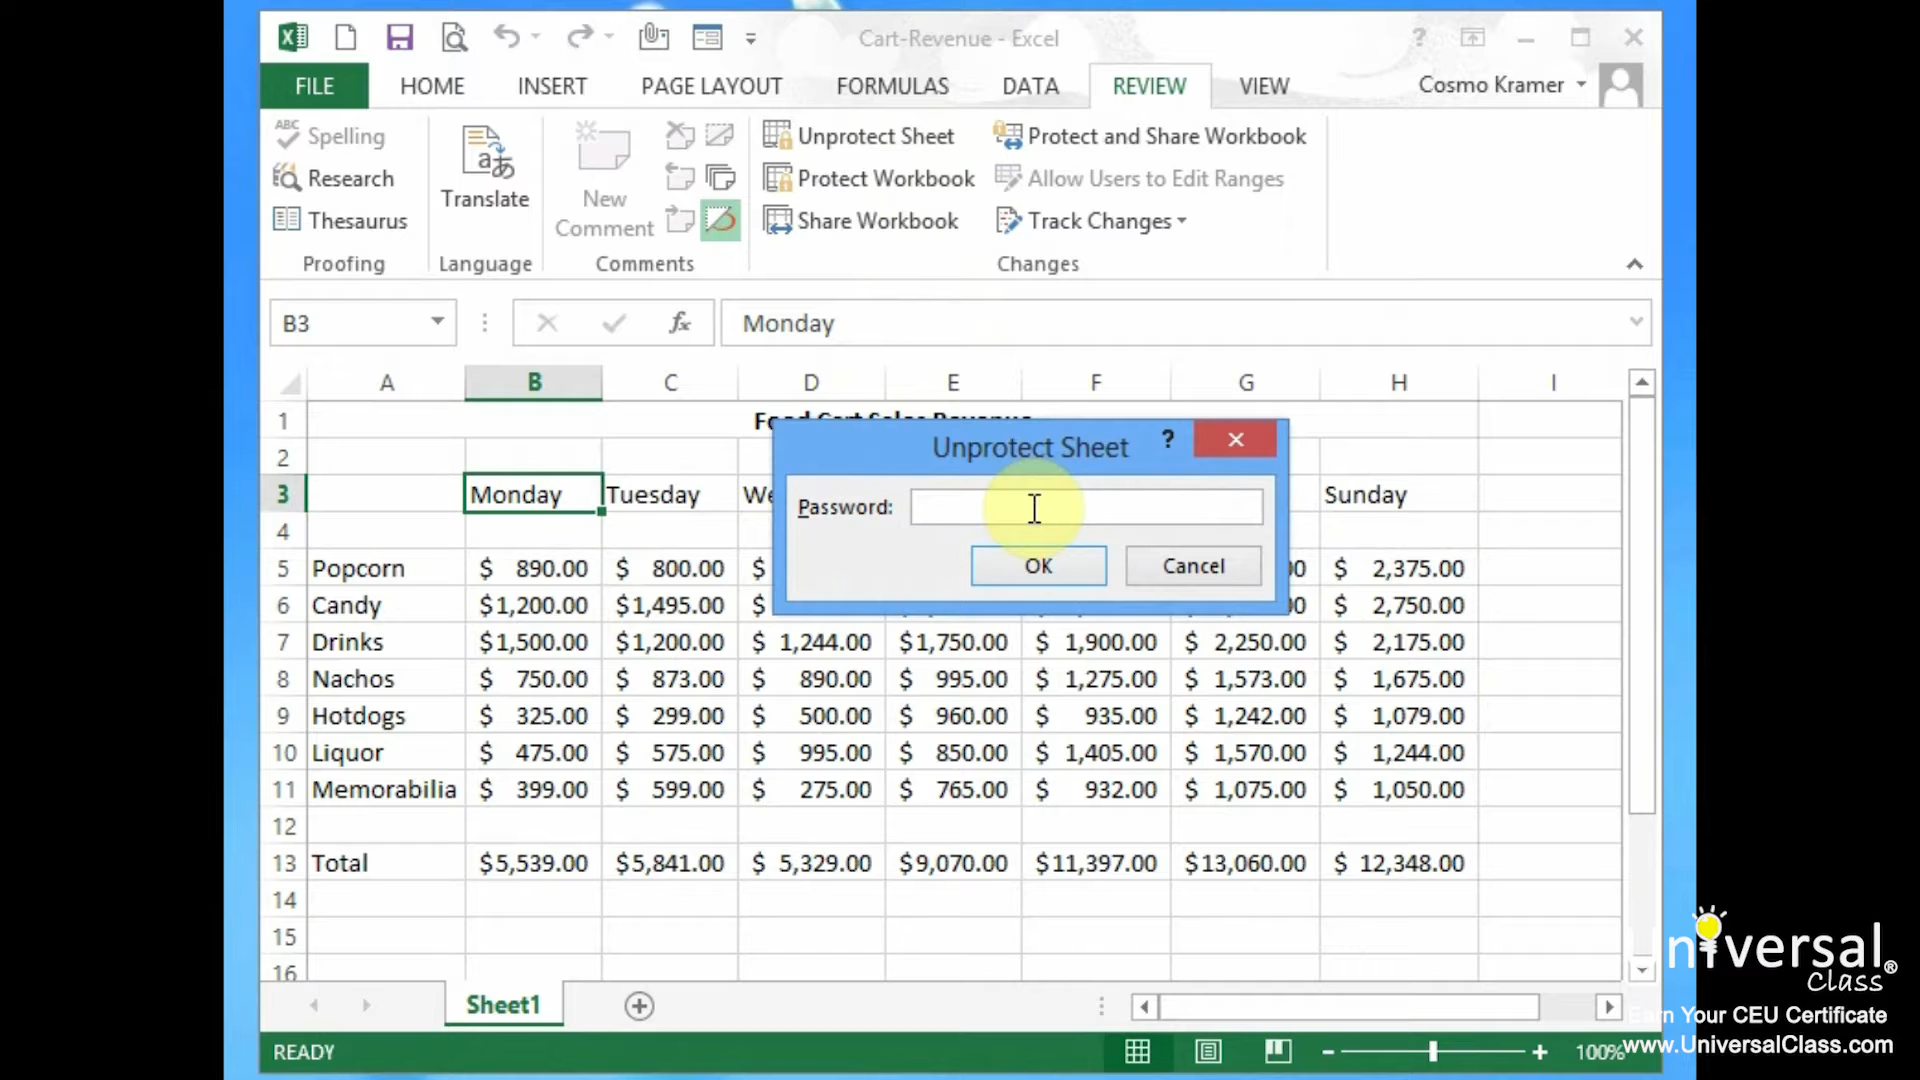 Cart-Revenue - Excel
?
FILE HOME INSERT PAGE LAYOUT FORMULAS DATA REVIEW VIEW Cosmo Kramer
ABC Spelling
Research
Thesaurus
Proofing
Translate
Language
New Comment
Comments
Unprotect Sheet
Protect Workbook
Share Workbook
Protect and Share Workbook
Allow Users to Edit Ranges
Track Changes
Changes
B3 fx Monday
A B C D E F G H I
1 Food Cart Sales Revenue
2
3 Monday Tuesday We Sunday
4
5 Popcorn $ 890.00 $ 800.00 $ 00 $ 2,375.00
6 Candy $1,200.00 $1,495.00 $ 00 $ 2,750.00
7 Drinks $1,500.00 $1,200.00 $ 1,244.00 $1,750.00 $ 1,900.00 $ 2,250.00 $ 2,175.00
8 Nachos $ 750.00 $ 873.00 $ 890.00 $ 995.00 $ 1,275.00 $ 1,573.00 $ 1,675.00
9 Hotdogs $ 325.00 $ 299.00 $ 500.00 $ 960.00 $ 935.00 $ 1,242.00 $ 1,079.00
10 Liquor $ 475.00 $ 575.00 $ 995.00 $ 850.00 $ 1,405.00 $ 1,570.00 $ 1,244.00
11 Memorabilia $ 399.00 $ 599.00 $ 275.00 $ 765.00 $ 932.00 $ 1,075.00 $ 1,050.00
12
13 Total $5,539.00 $5,841.00 $ 5,329.00 $9,070.00 $11,397.00 $13,060.00 $ 12,348.00
14
15
16
Unprotect Sheet ?
Password:
OK Cancel
Sheet1
READY 100%
Universal®
Class
Earn Your CEU Certificate
www.UniversalClass.com